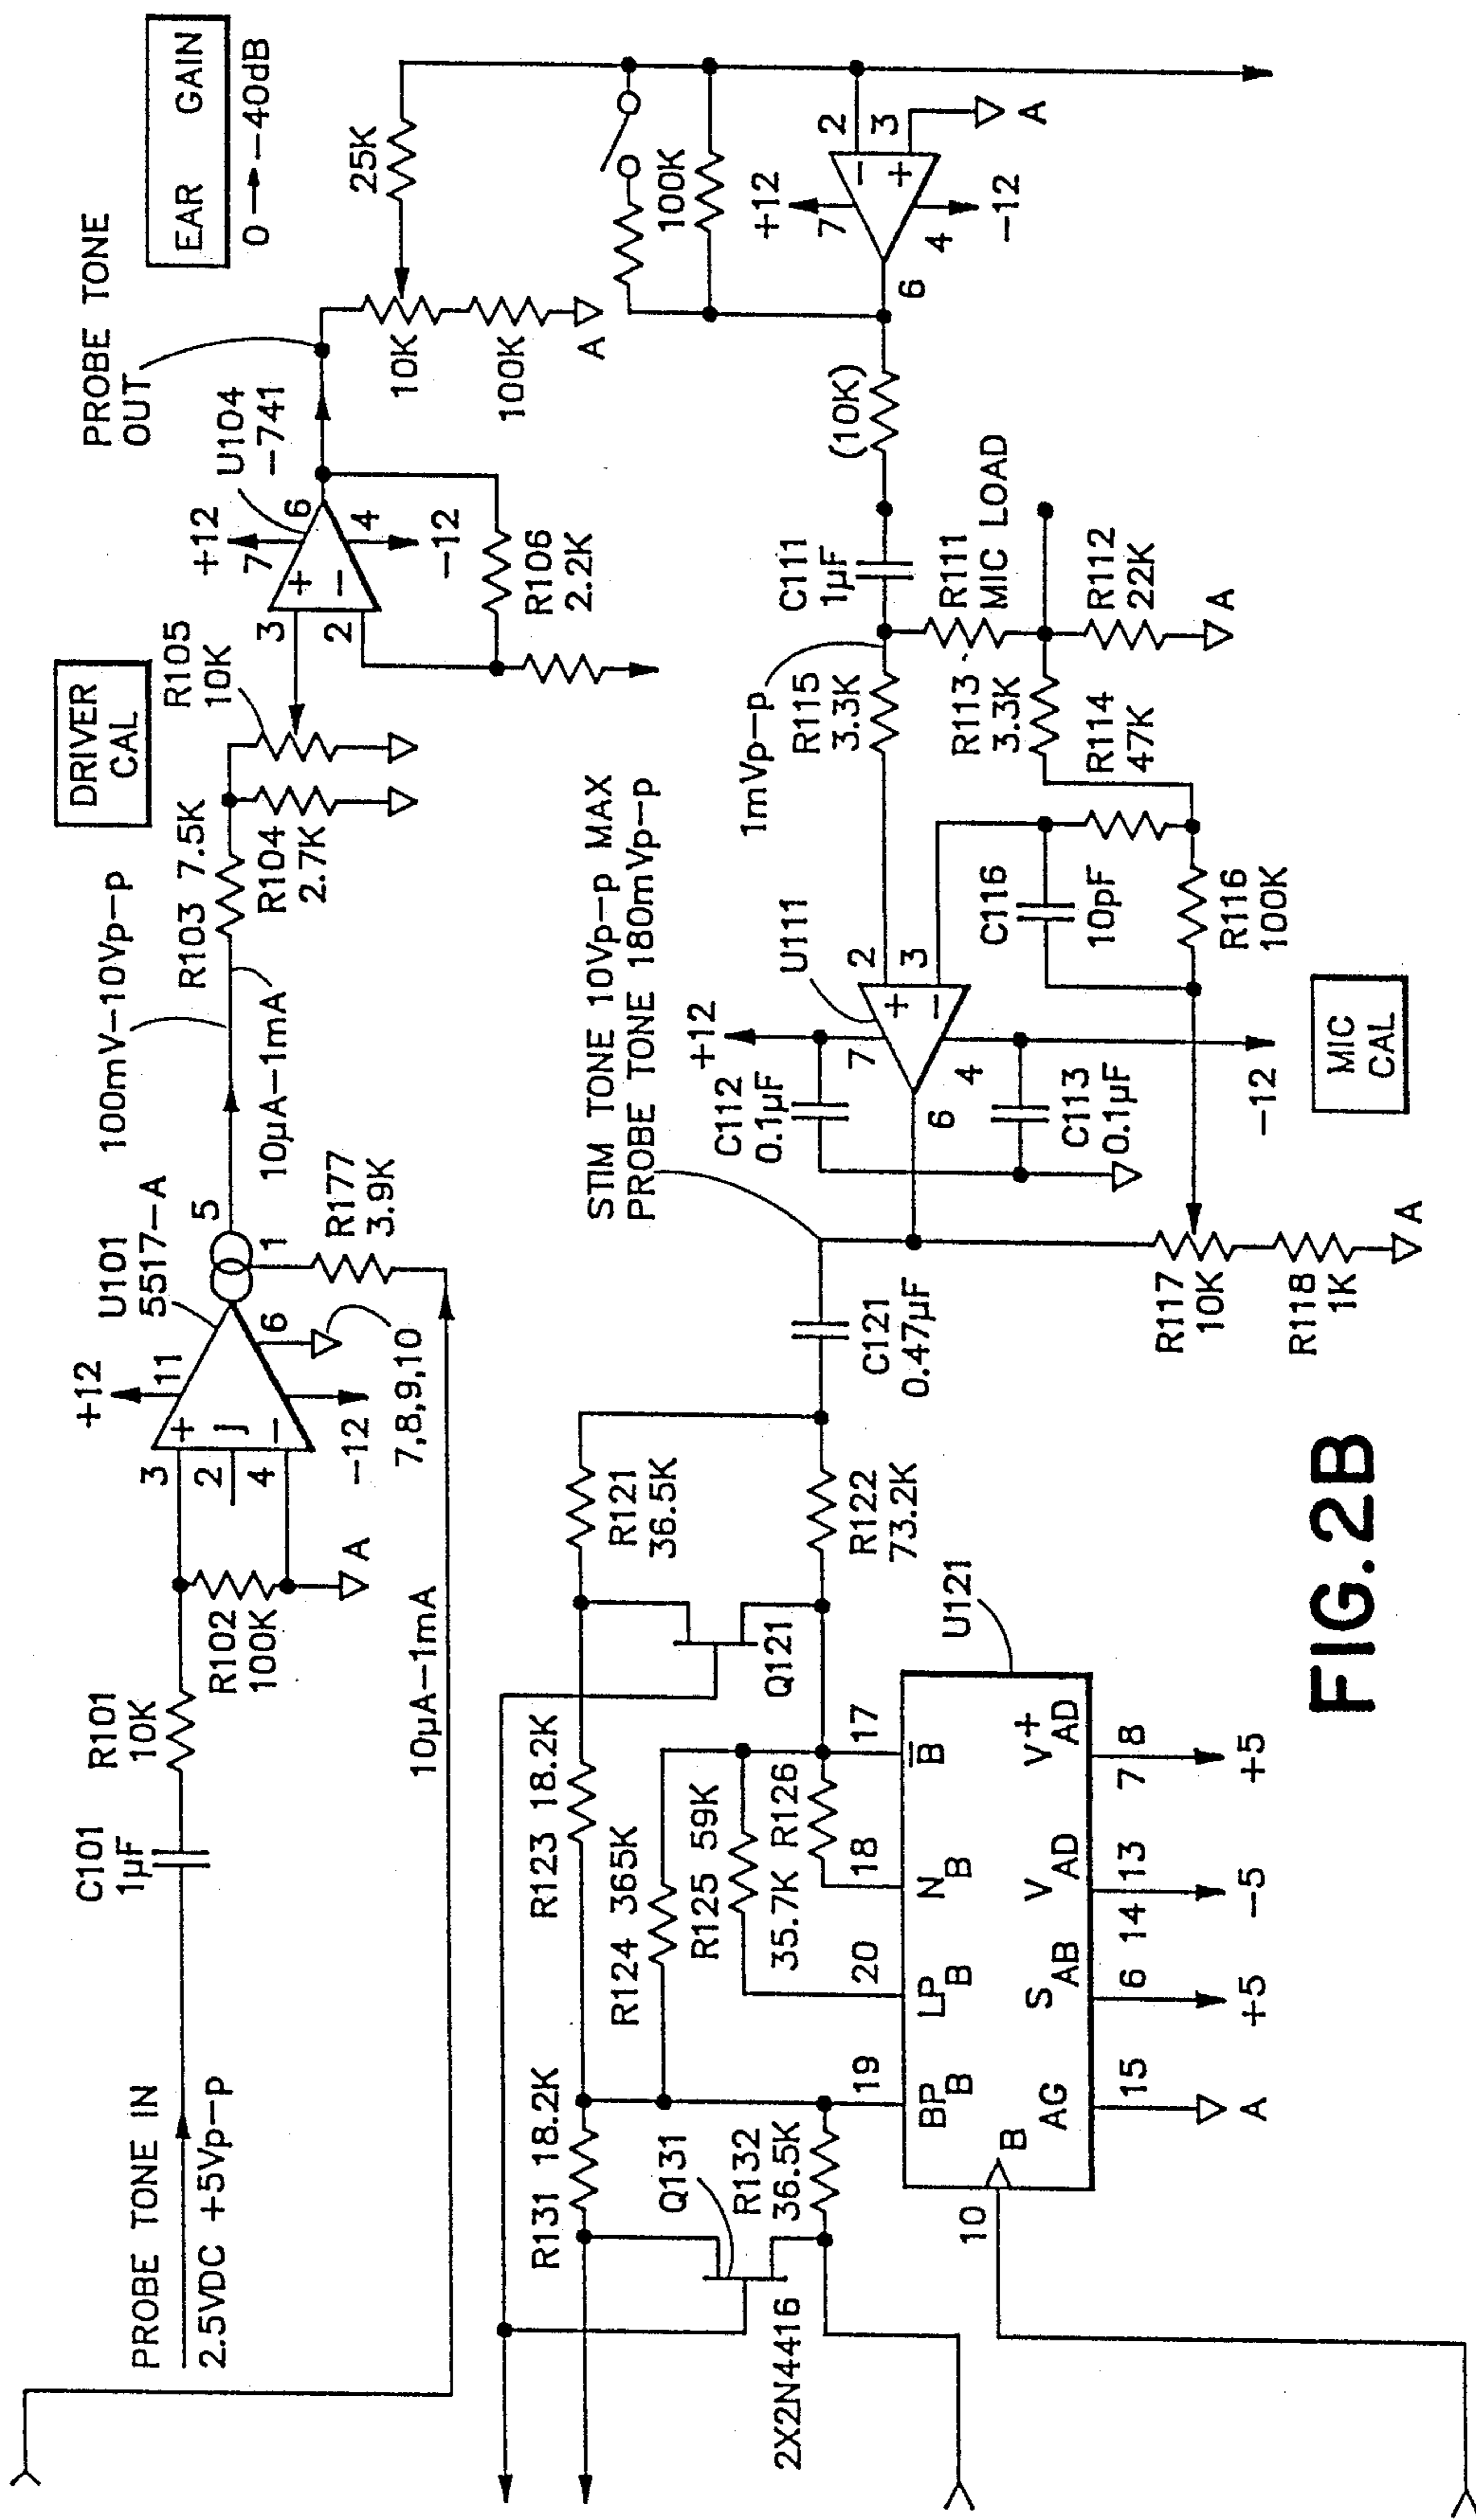 PROBE TONE IN
2.5VDC +5Vp-p
C101
1µF
R101
10K
R102
100K
A
3
2
4
+
J
-
+12
11
-12
6
7,8,9,10
U101
5517-A
5
1
R177
3.9K
10µA-1mA
100mV-10Vp-p
10µA-1mA
R103 7.5K
R104
2.7K
DRIVER
CAL
R105
10K
3
2
+
-
+12
7
6
4
-12
U104
-741
R106
2.2K
PROBE TONE
OUT
10K
100K
A
25K
EAR GAIN
0→-40dB
100K
+12
7
2
3
-
+
4
-12
6
A
(10K)
C111
1µF
R111
MIC LOAD
R112
22K
A
1mVp-p
R115
3.3K
R113
3.3K
R114
47K
STIM TONE 10Vp-p MAX
PROBE TONE 180mVp-p
U111
2
3
+
-
C116
10pF
R116
100K
+12
7
4
6
C112
0.1µF
C113
0.1µF
-12
MIC
CAL
R117
10K
R118
1K
A
C121
0.47µF
R121
36.5K
R122
73.2K
Q121
U121
R123 18.2K
R124 365K
R125 59K
35.7K R126
17
18
20
19
B
N
B
LP
B
BP
B
R131 18.2K
Q131
R132
36.5K
2X2N4416
10
B
AG
S
AB
V
AD
V+
AD
15
6
14 13
7 8
A
+5
-5
+5
FIG.2B